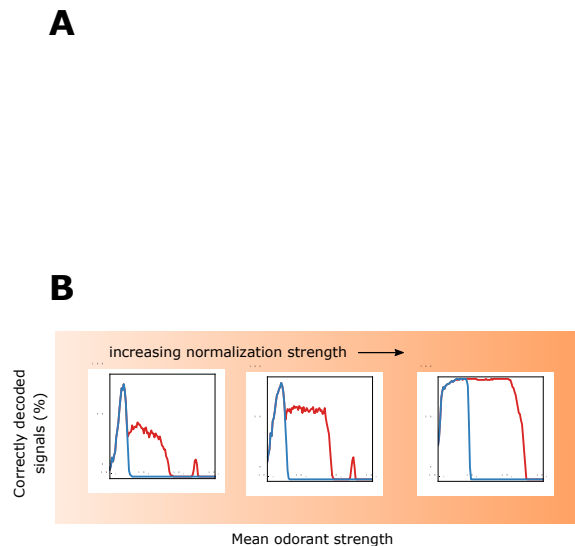 A
B
increasing normalization strength
Correctly decoded
signals (%)
Mean odorant strength